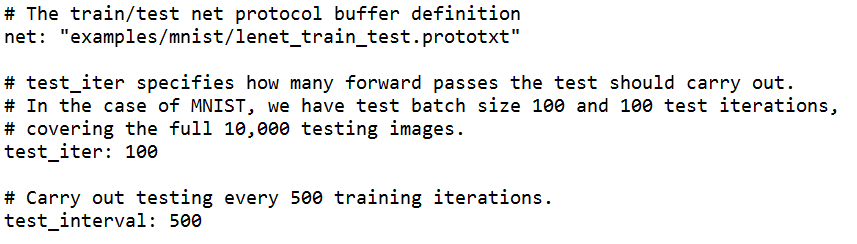 # The train/test net protocol buffer definition
net: "examples/mnist/lenet_train_test.prototxt"
# test_iter specifies how many forward passes the test should carry out.
# In the case of MNIST, we have test batch size 100 and 100 test iterations,
# covering the full 10,000 testing images.
test_iter: 100
# Carry out testing every 500 training iterations.
test_interval: 500